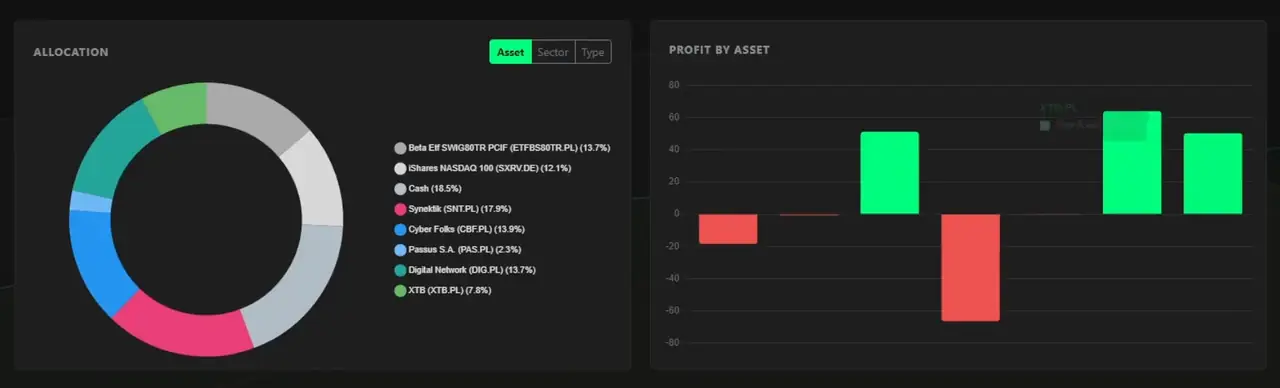 ALLOCATION
Asset Sector Type
Beta Etf SWIG80TR PCIF (ETFBS80TR.PL) (13.7%)
iShares NASDAQ 100 (SXRV.DE) (12.1%)
Cash (18.5%)
Synektik (SNT.PL) (17.9%)
Cyber Folks (CBF.PL) (13.9%)
Passus S.A. (PAS.PL) (2.3%)
Digital Network (DIG.PL) (13.7%)
XTB (XTB.PL) (7.8%)
PROFIT BY ASSET
80
60
40
20
0
-20
-40
-60
-80
XTB.PL